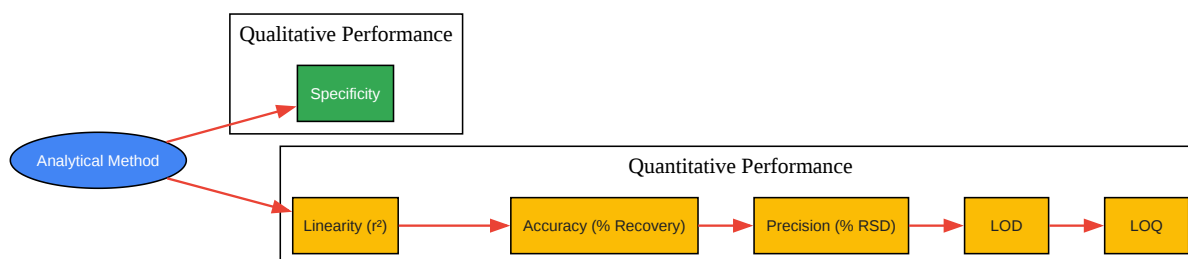 Qualitative Performance
Specificity
Analytical Method
Quantitative Performance
Linearity (r²)
Accuracy (% Recovery)
Precision (% RSD)
LOD
LOQ